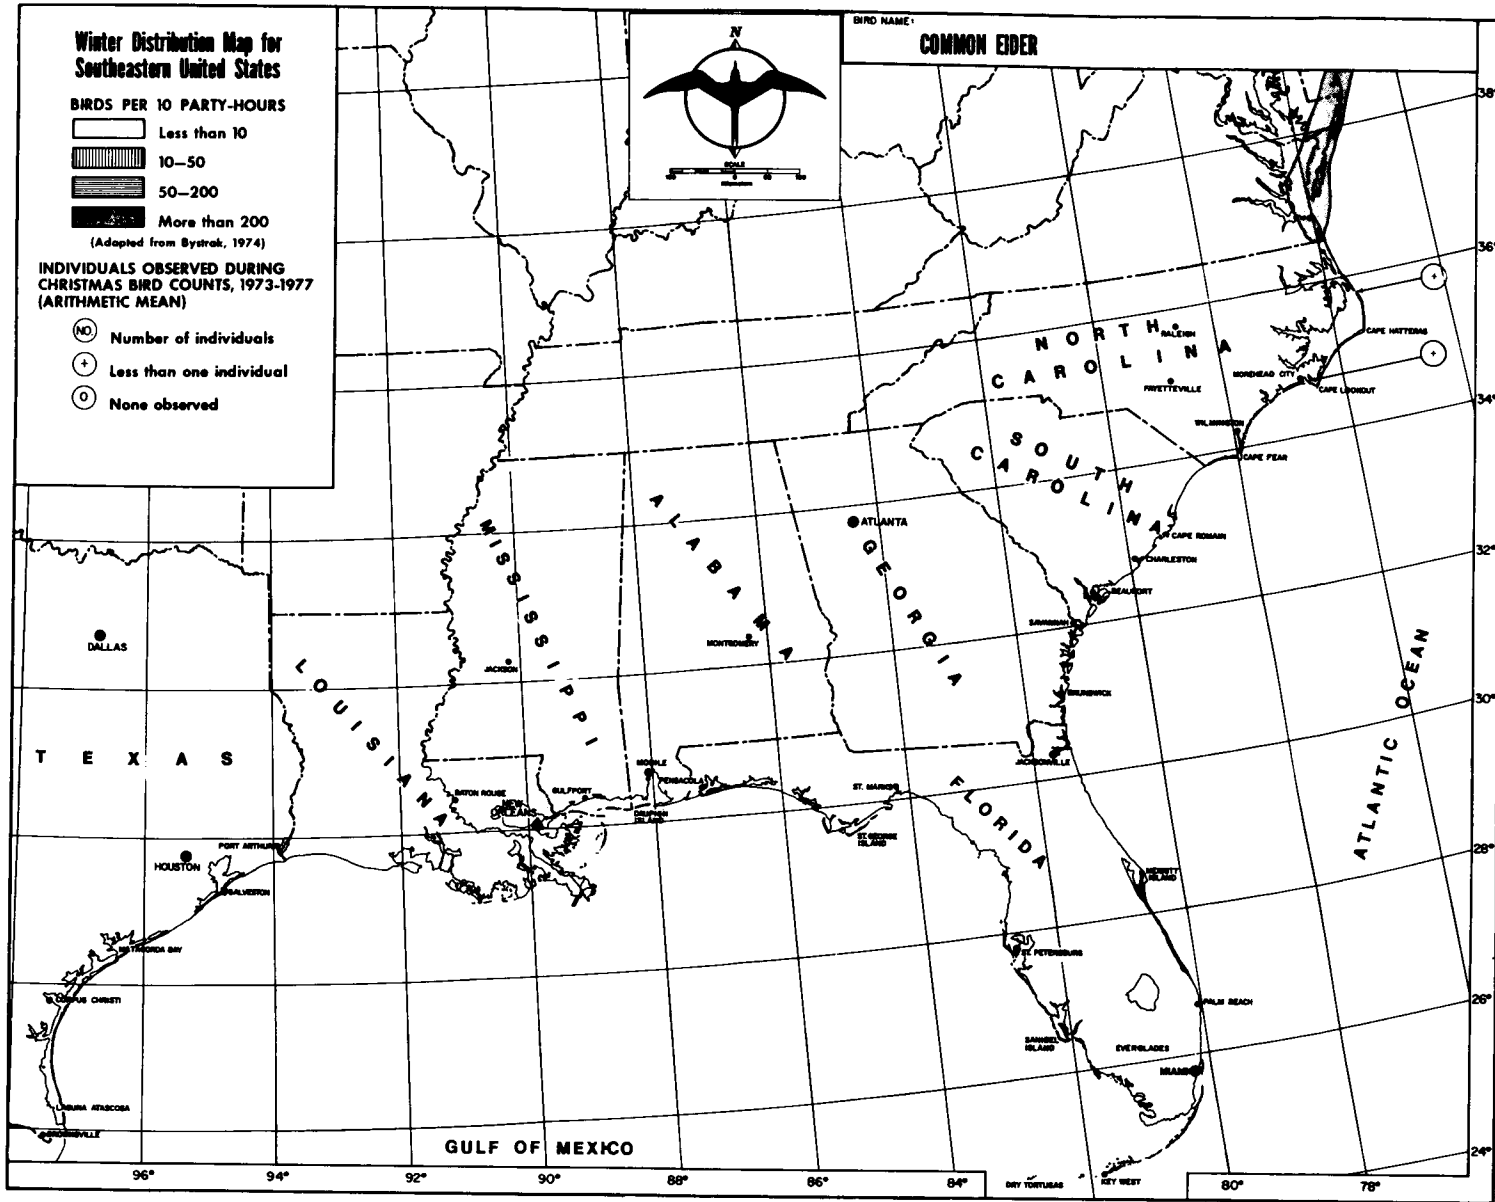 Winter Distribution Map for
Southeastern United States
BIRDS PER 10 PARTY-HOURS
Less than 10
10–50
50–200
More than 200
(Adapted from Bystrak, 1974)
INDIVIDUALS OBSERVED DURING
CHRISTMAS BIRD COUNTS, 1973-1977
(ARITHMETIC MEAN)
NO. Number of individuals
+ Less than one individual
0 None observed
N
SCALE
Kilometers
BIRD NAME:
COMMON EIDER
38°
36°
+
CAPE HATTERAS
NORTH
CAROLINA
RALEIGH
+
MOREHEAD CITY
FAYETTEVILLE
CAPE LOOKOUT
34°
WILMINGTON
CAPE FEAR
SOUTH
CAROLINA
CAPE ROMAIN
CHARLESTON
32°
BEAUFORT
SAVANNAH
ATLANTA
GEORGIA
ALABAMA
MONTGOMERY
MISSISSIPPI
JACKSON
DALLAS
LOUISIANA
TEXAS
BRUNSWICK
30°
JACKSONVILLE
ATLANTIC OCEAN
MOBILE
PENSACOLA
GULFPORT
BATON ROUGE
NEW
ORLEANS
DAUPHIN
ISLAND
ST. MARKS
ST. GEORGE
ISLAND
FLORIDA
28°
PORT ARTHUR
HOUSTON
GALVESTON
MERRITT
ISLAND
MATAGORDA BAY
ST. PETERSBURG
CORPUS CHRISTI
PALM BEACH
26°
SANIBEL
ISLAND
EVERGLADES
MIAMI
LAGUNA ATASCOSA
BROWNSVILLE
GULF OF MEXICO
24°
DRY TORTUGAS
KEY WEST
96°
94°
92°
90°
88°
86°
84°
80°
78°